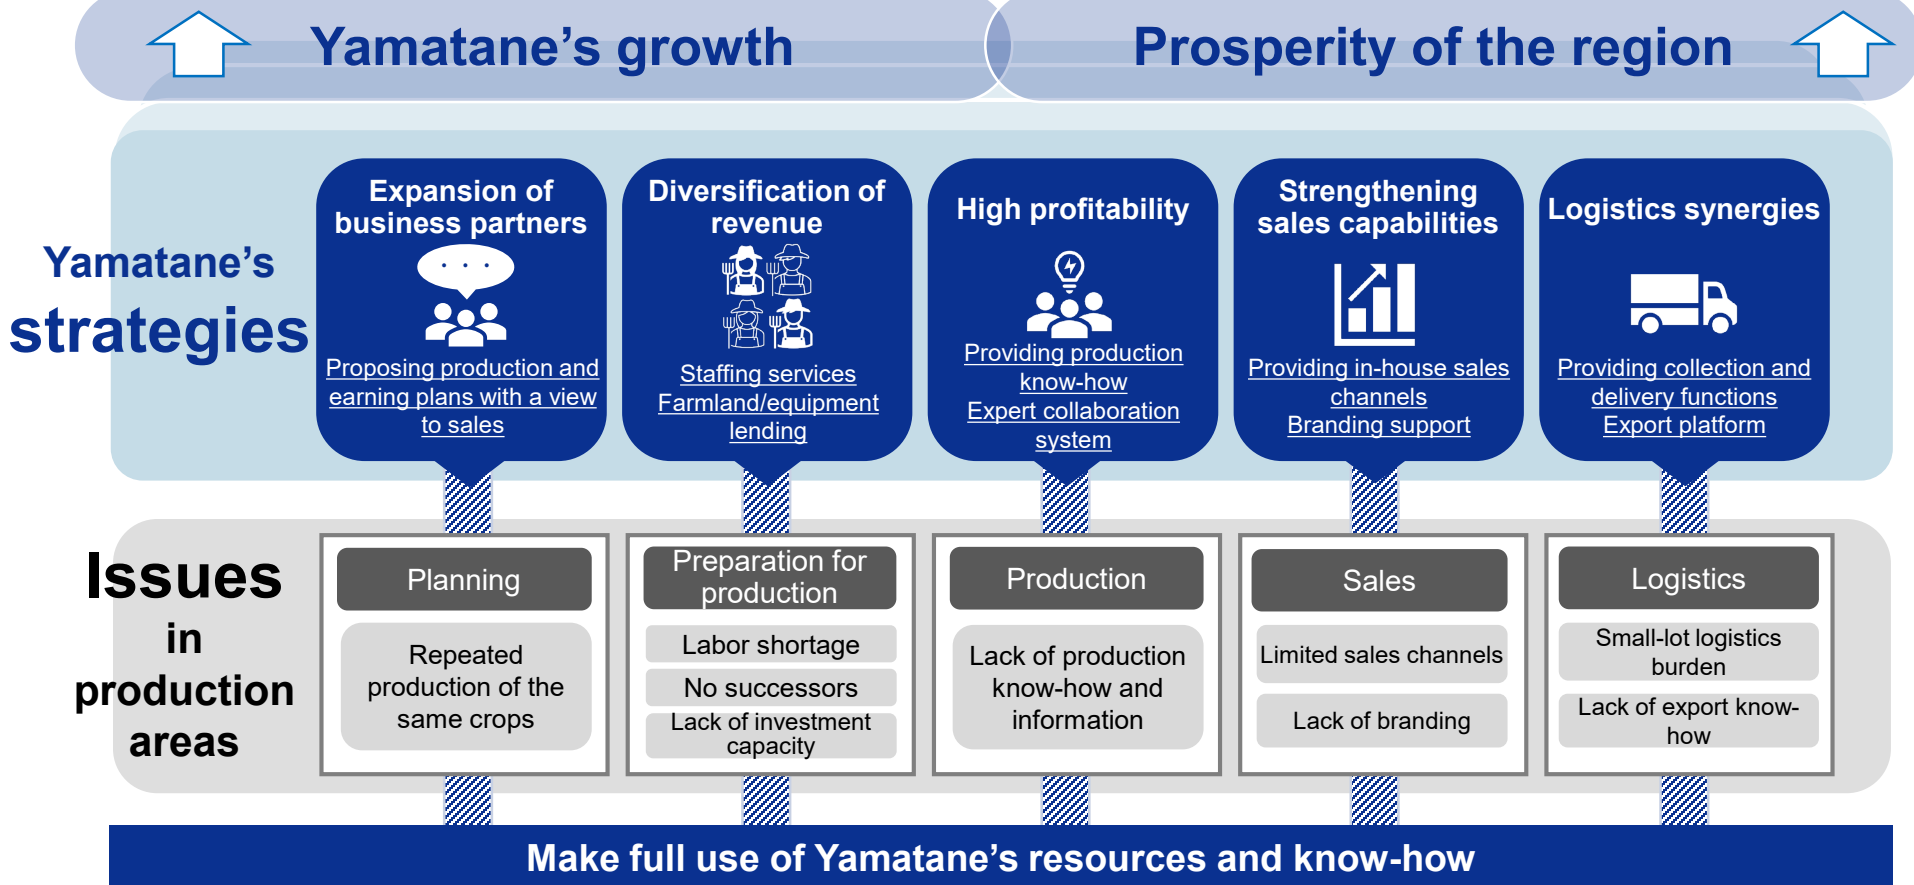 Yamatane’s growth
Prosperity of the region
Yamatane’s
strategies
Expansion of
business partners
Proposing production and
earning plans with a view
to sales
Diversification of
revenue
Staffing services
Farmland/equipment
lending
High profitability
Providing production
know-how
Expert collaboration
system
Strengthening
sales capabilities
Providing in-house sales
channels
Branding support
Logistics synergies
Providing collection and
delivery functions
Export platform
Issues
in
production
areas
Planning
Repeated
production of the
same crops
Preparation for
production
Labor shortage
No successors
Lack of investment
capacity
Production
Lack of production
know-how and
information
Sales
Limited sales channels
Lack of branding
Logistics
Small-lot logistics
burden
Lack of export know-
how
Make full use of Yamatane’s resources and know-how